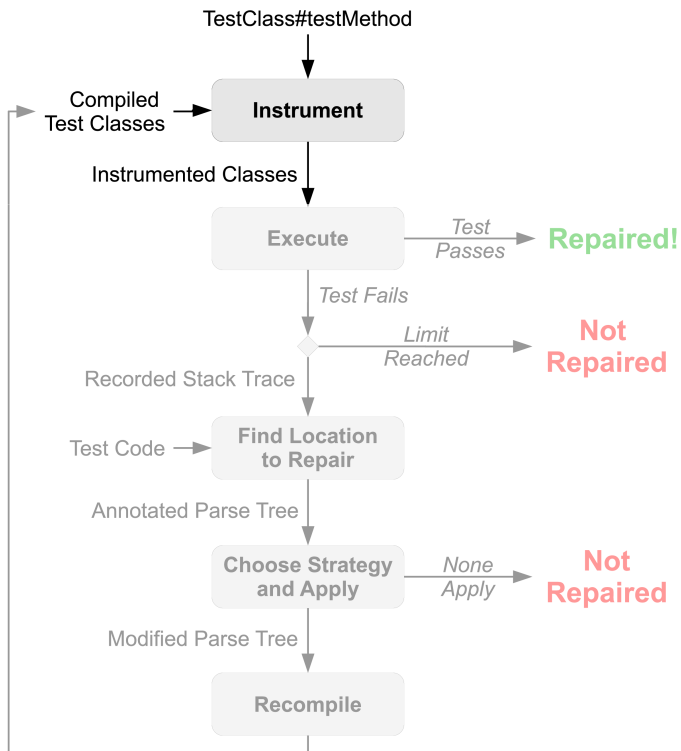 TestClass#testMethod
Compiled
Test Classes
Instrument
Instrumented Classes
Execute
Test
Passes
Repaired!
Test Fails
Limit
Reached
Not
Repaired
Recorded Stack Trace
Test Code
Find Location
to Repair
Annotated Parse Tree
Choose Strategy
and Apply
None
Apply
Not
Repaired
Modified Parse Tree
Recompile